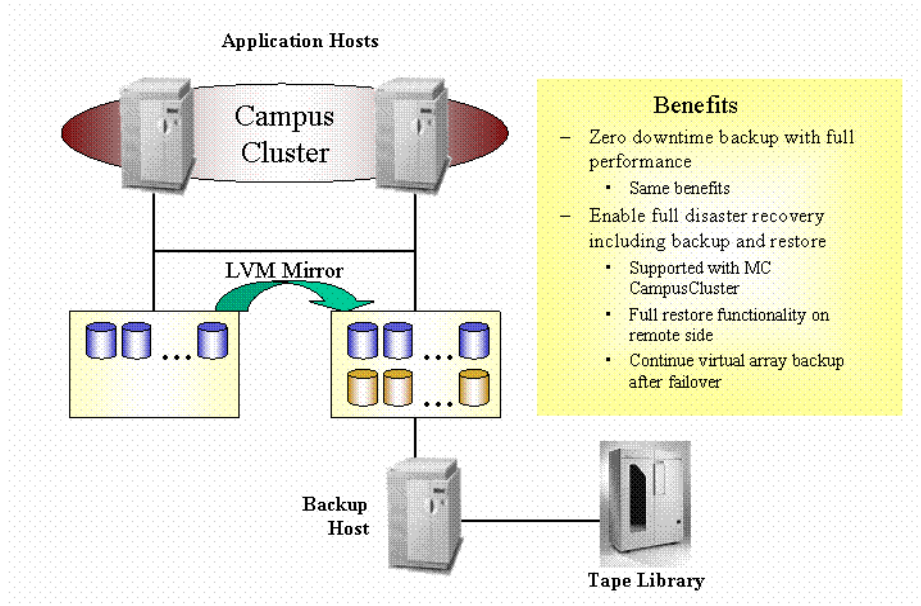 Application Hosts
Campus
Cluster
LVM Mirror
Benefits
– Zero downtime backup with full
performance
▪ Same benefits
– Enable full disaster recovery
including backup and restore
▪ Supported with MC
CampusCluster
▪ Full restore functionality on
remote side
▪ Continue virtual array backup
after failover
Backup
Host
Tape Library